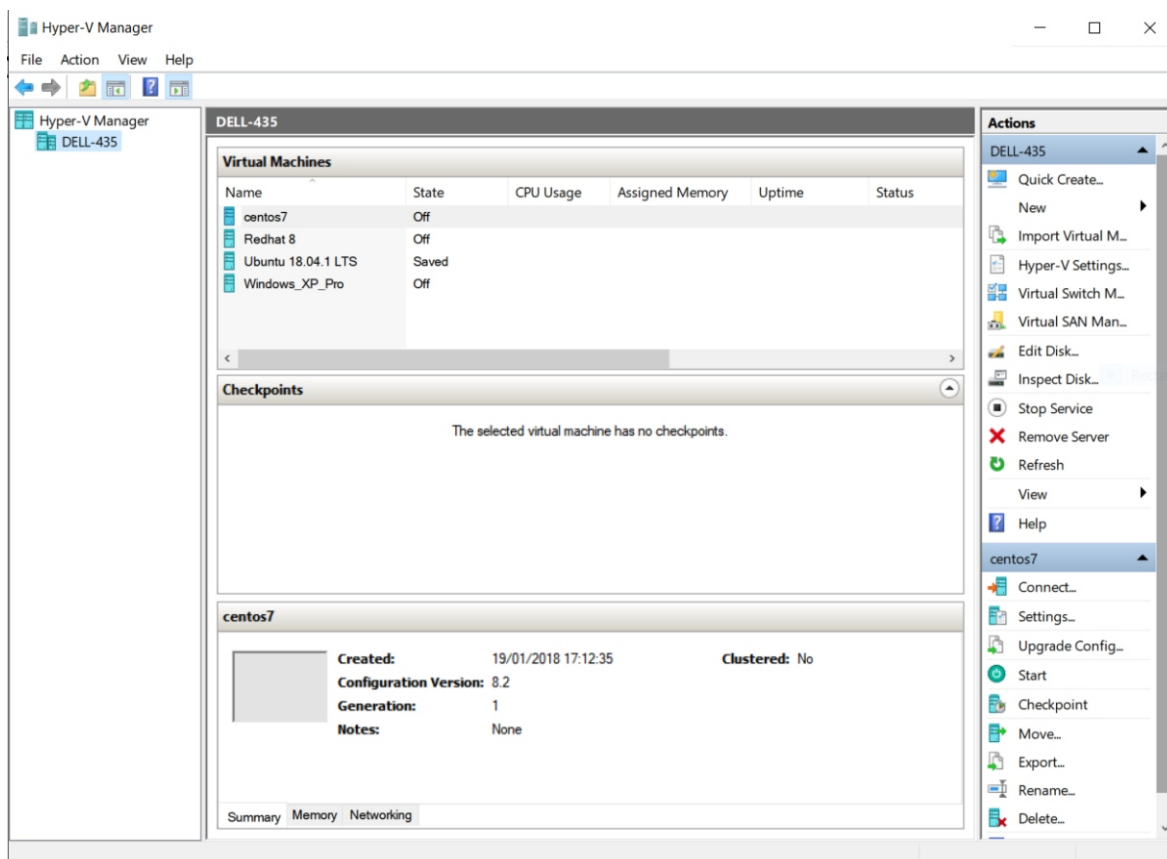 Hyper-V Manager
File Action View Help
Hyper-V Manager
DELL-435
DELL-435
Virtual Machines
Name State CPU Usage Assigned Memory Uptime Status
centos7 Off
Redhat 8 Off
Ubuntu 18.04.1 LTS Saved
Windows_XP_Pro Off
Checkpoints
The selected virtual machine has no checkpoints.
centos7
Created: 19/01/2018 17:12:35 Clustered: No
Configuration Version: 8.2
Generation: 1
Notes: None
Summary Memory Networking
Actions
DELL-435
Quick Create...
New
Import Virtual M...
Hyper-V Settings...
Virtual Switch M...
Virtual SAN Man...
Edit Disk...
Inspect Disk...
Stop Service
Remove Server
Refresh
View
Help
centos7
Connect...
Settings...
Upgrade Config...
Start
Checkpoint
Move...
Export...
Rename...
Delete...